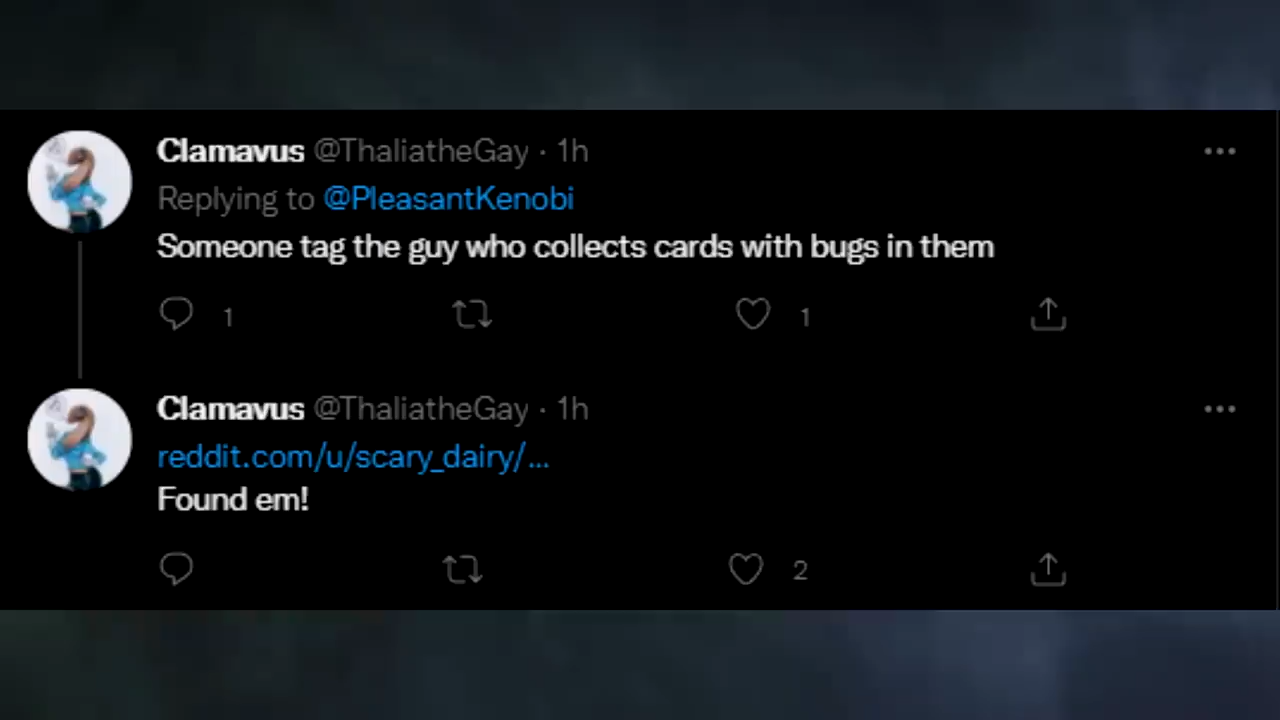 Clamavus @ThaliatheGay · 1h
Replying to @PleasantKenobi
Someone tag the guy who collects cards with bugs in them
1 1
Clamavus @ThaliatheGay · 1h
reddit.com/u/scary_dairy/...
Found em!
2